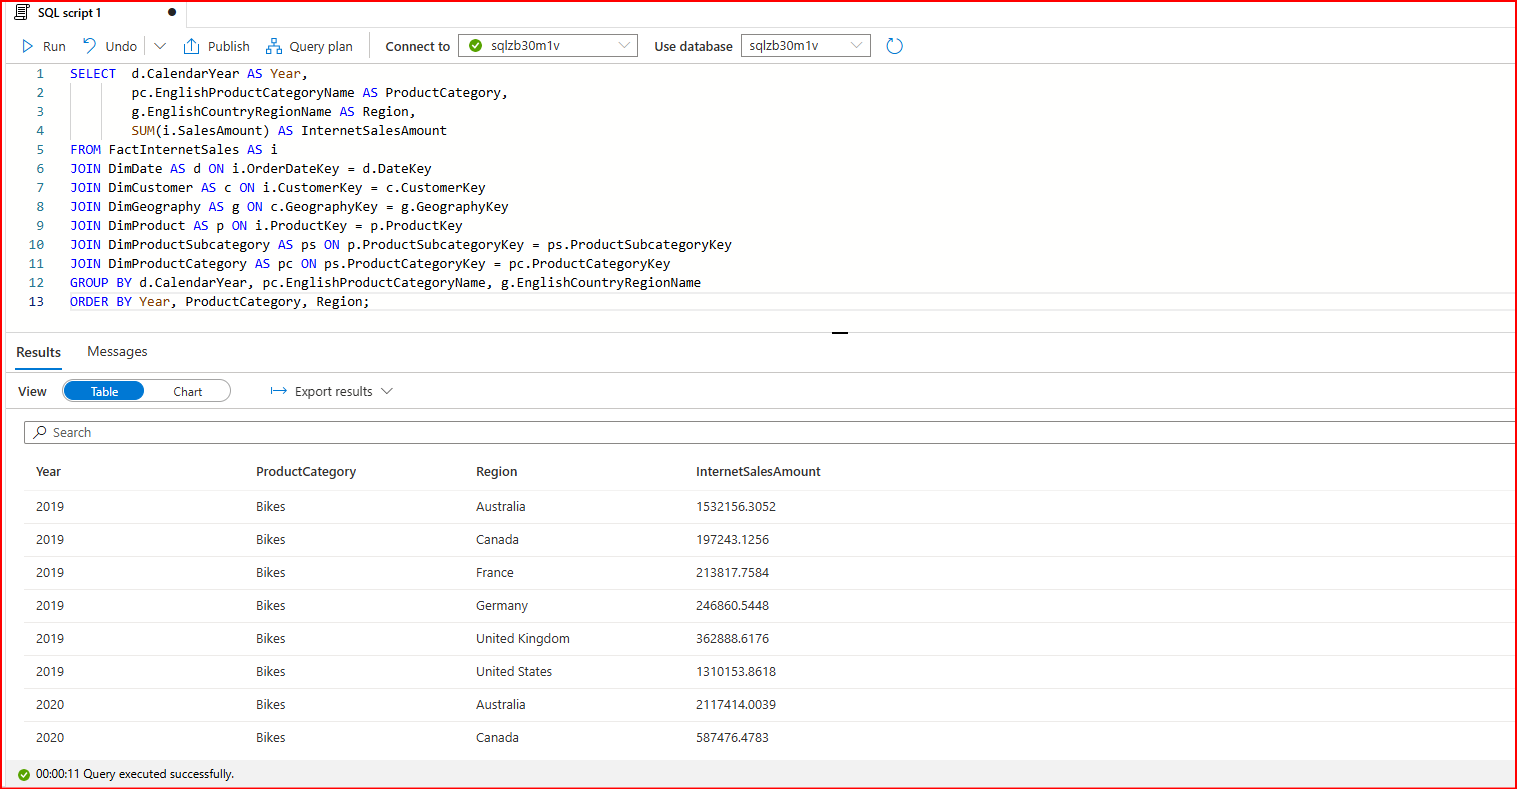 SQL script 1
Run Undo Publish Query plan Connect to sqlzb30m1v Use database sqlzb30m1v
1 SELECT d.CalendarYear AS Year,
2 pc.EnglishProductCategoryName AS ProductCategory,
3 g.EnglishCountryRegionName AS Region,
4 SUM(i.SalesAmount) AS InternetSalesAmount
5 FROM FactInternetSales AS i
6 JOIN DimDate AS d ON i.OrderDateKey = d.DateKey
7 JOIN DimCustomer AS c ON i.CustomerKey = c.CustomerKey
8 JOIN DimGeography AS g ON c.GeographyKey = g.GeographyKey
9 JOIN DimProduct AS p ON i.ProductKey = p.ProductKey
10 JOIN DimProductSubcategory AS ps ON p.ProductSubcategoryKey = ps.ProductSubcategoryKey
11 JOIN DimProductCategory AS pc ON ps.ProductCategoryKey = pc.ProductCategoryKey
12 GROUP BY d.CalendarYear, pc.EnglishProductCategoryName, g.EnglishCountryRegionName
13 ORDER BY Year, ProductCategory, Region;
Results Messages
View Table Chart Export results
Search
Year ProductCategory Region InternetSalesAmount
2019 Bikes Australia 1532156.3052
2019 Bikes Canada 197243.1256
2019 Bikes France 213817.7584
2019 Bikes Germany 246860.5448
2019 Bikes United Kingdom 362888.6176
2019 Bikes United States 1310153.8618
2020 Bikes Australia 2117414.0039
2020 Bikes Canada 587476.4783
00:00:11 Query executed successfully.